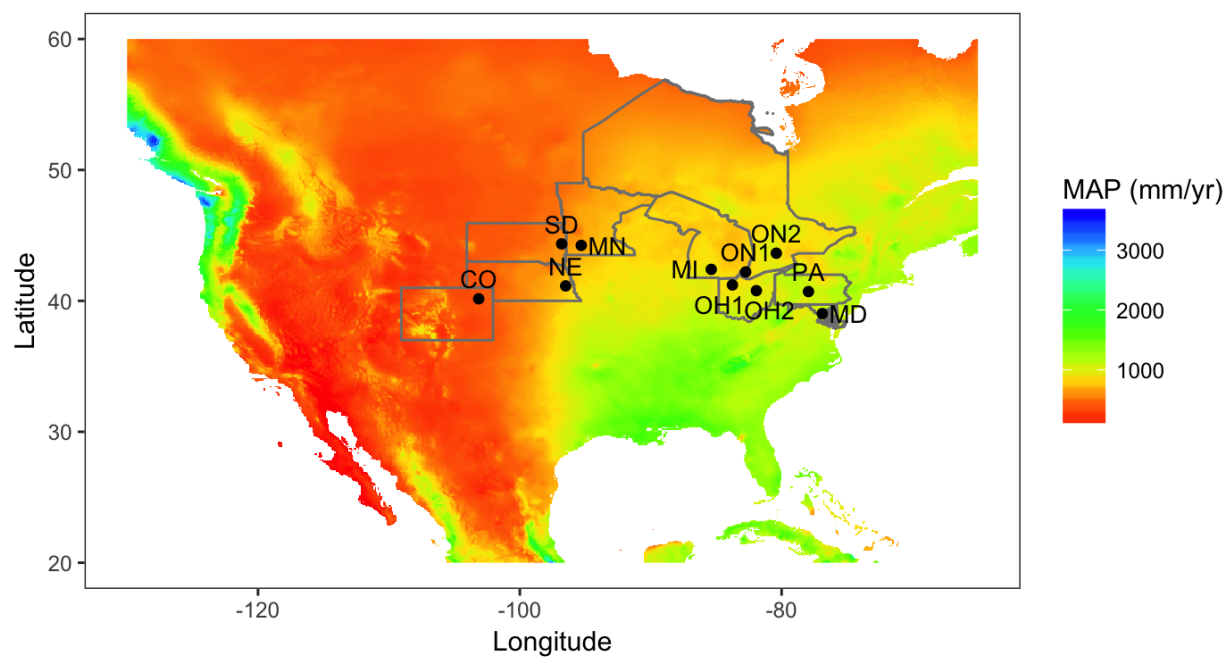 60
50
40
30
20
Latitude
SD
MN
NE
CO
ON2
ON1
MI
PA
OH1
OH2
MD
-120
-100
-80
Longitude
MAP (mm/yr)
3000
2000
1000